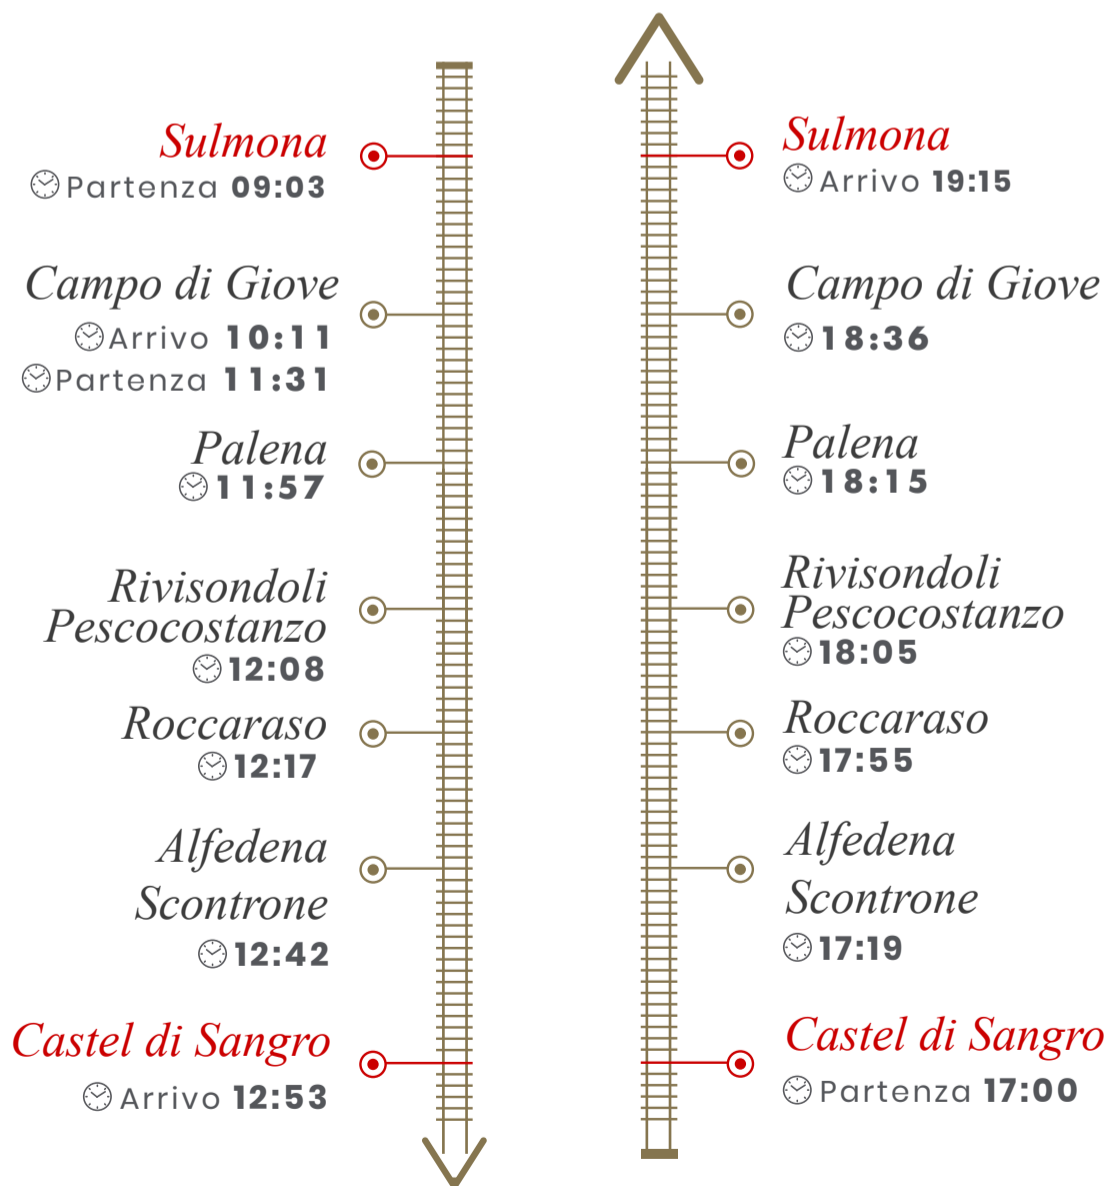 Sulmona
Partenza 09:03
Campo di Giove
Arrivo 10:11
Partenza 11:31
Palena
11:57
Rivisondoli
Pescocostanzo
12:08
Roccaraso
12:17
Alfedena
Scontrone
12:42
Castel di Sangro
Arrivo 12:53
Sulmona
Arrivo 19:15
Campo di Giove
18:36
Palena
18:15
Rivisondoli
Pescocostanzo
18:05
Roccaraso
17:55
Alfedena
Scontrone
17:19
Castel di Sangro
Partenza 17:00